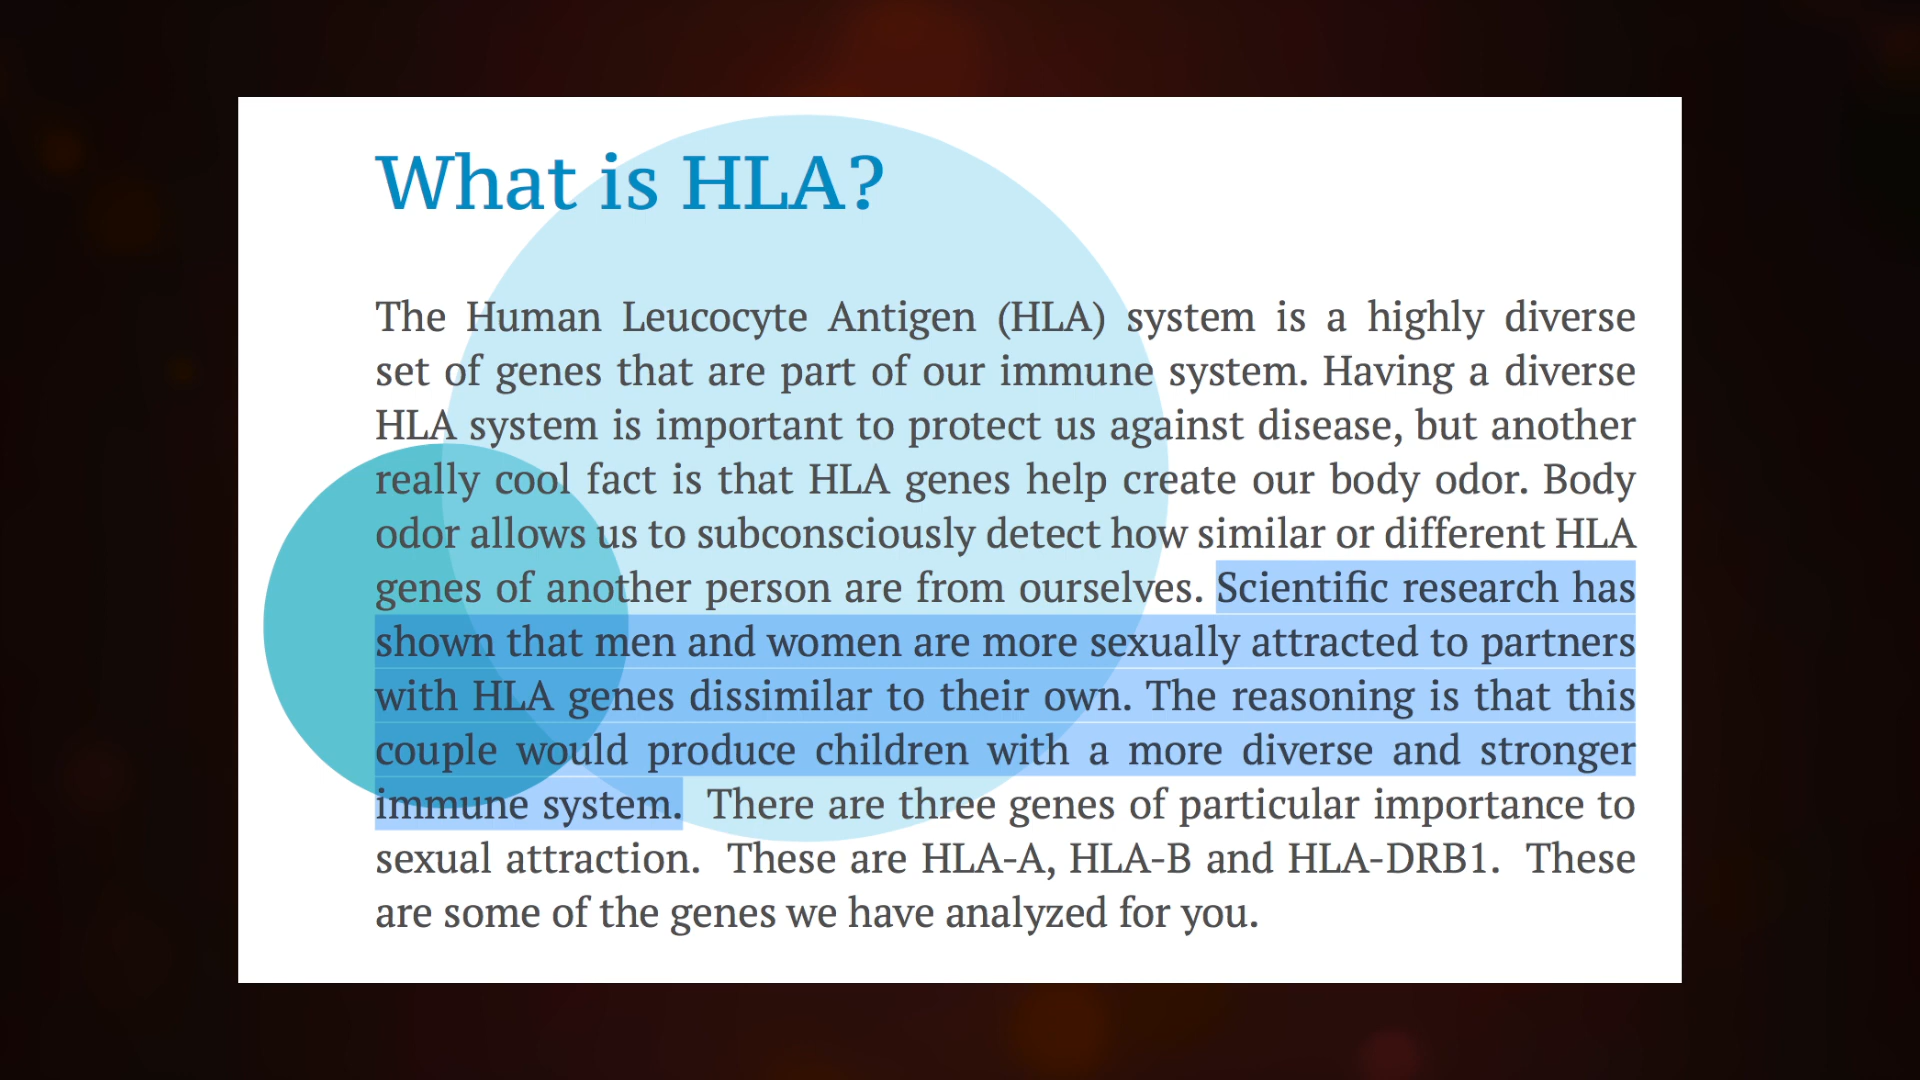 What is HLA?
The Human Leucocyte Antigen (HLA) system is a highly diverse
set of genes that are part of our immune system. Having a diverse
HLA system is important to protect us against disease, but another
really cool fact is that HLA genes help create our body odor. Body
odor allows us to subconsciously detect how similar or different HLA
genes of another person are from ourselves. Scientific research has
shown that men and women are more sexually attracted to partners
with HLA genes dissimilar to their own. The reasoning is that this
couple would produce children with a more diverse and stronger
immune system.  There are three genes of particular importance to
sexual attraction.  These are HLA-A, HLA-B and HLA-DRB1.  These
are some of the genes we have analyzed for you.